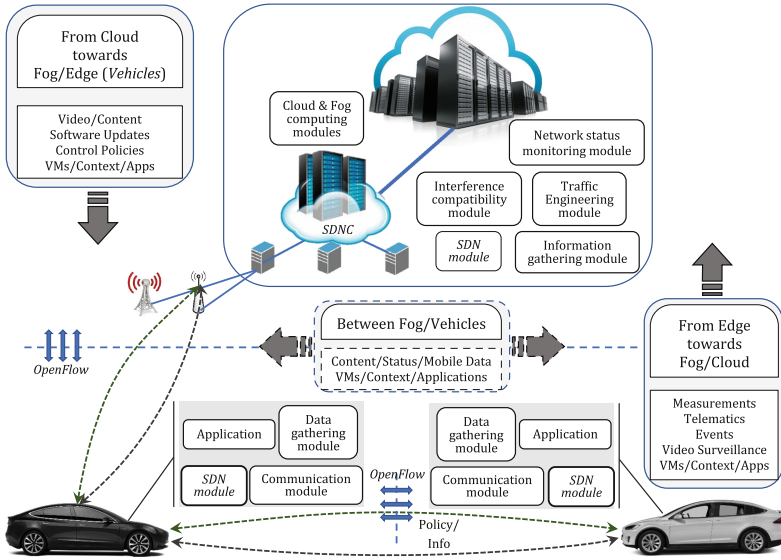 From Cloud
towards
Fog/Edge (Vehicles)
Video/Content
Software Updates
Control Policies
VMs/Context/Apps
Cloud & Fog
computing
modules
Network status
monitoring module
Interference
compatibility
module
Traffic
Engineering
module
SDNC
SDN
module
Information
gathering module
OpenFlow
Between Fog/Vehicles
Content/Status/Mobile Data
VMs/Context/Applications
From Edge
towards
Fog/Cloud
Measurements
Telematics
Events
Video Surveillance
VMs/Context/Apps
Application
Data
gathering
module
SDN
module
Communication
module
OpenFlow
Data
gathering
module
Application
Communication
module
SDN
module
Policy/
Info